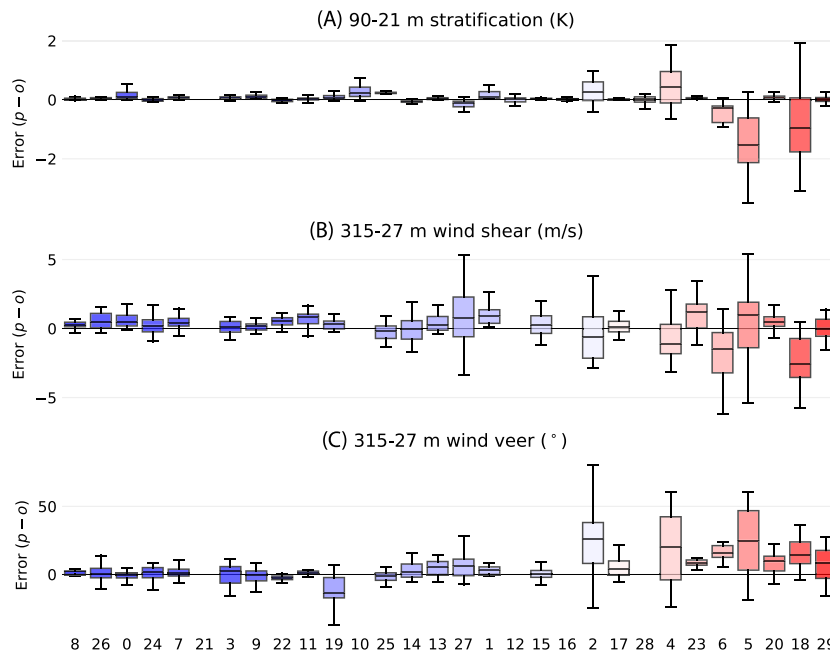 (A) 90-21 m stratification (K)
2
0
−2
Error (p − o)
(B) 315-27 m wind shear (m/s)
5
0
−5
Error (p − o)
(C) 315-27 m wind veer (°)
50
0
Error (p − o)
8 26 0 24 7 21 3 9 22 11 19 10 25 14 13 27 1 12 15 16 2 17 28 4 23 6 5 20 18 29